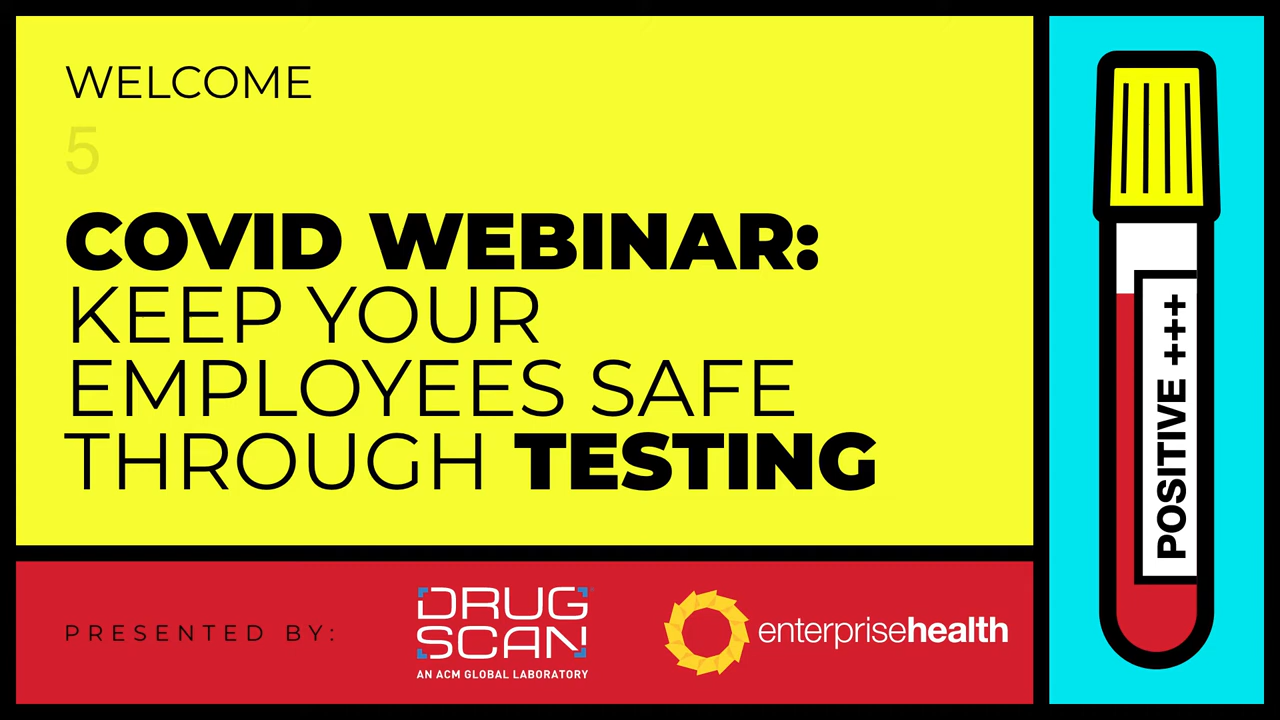 WELCOME
5
COVID WEBINAR:
KEEP YOUR
EMPLOYEES SAFE
THROUGH TESTING
PRESENTED BY:
DRUG
SCAN
AN ACM GLOBAL LABORATORY
enterprisehealth
POSITIVE +++